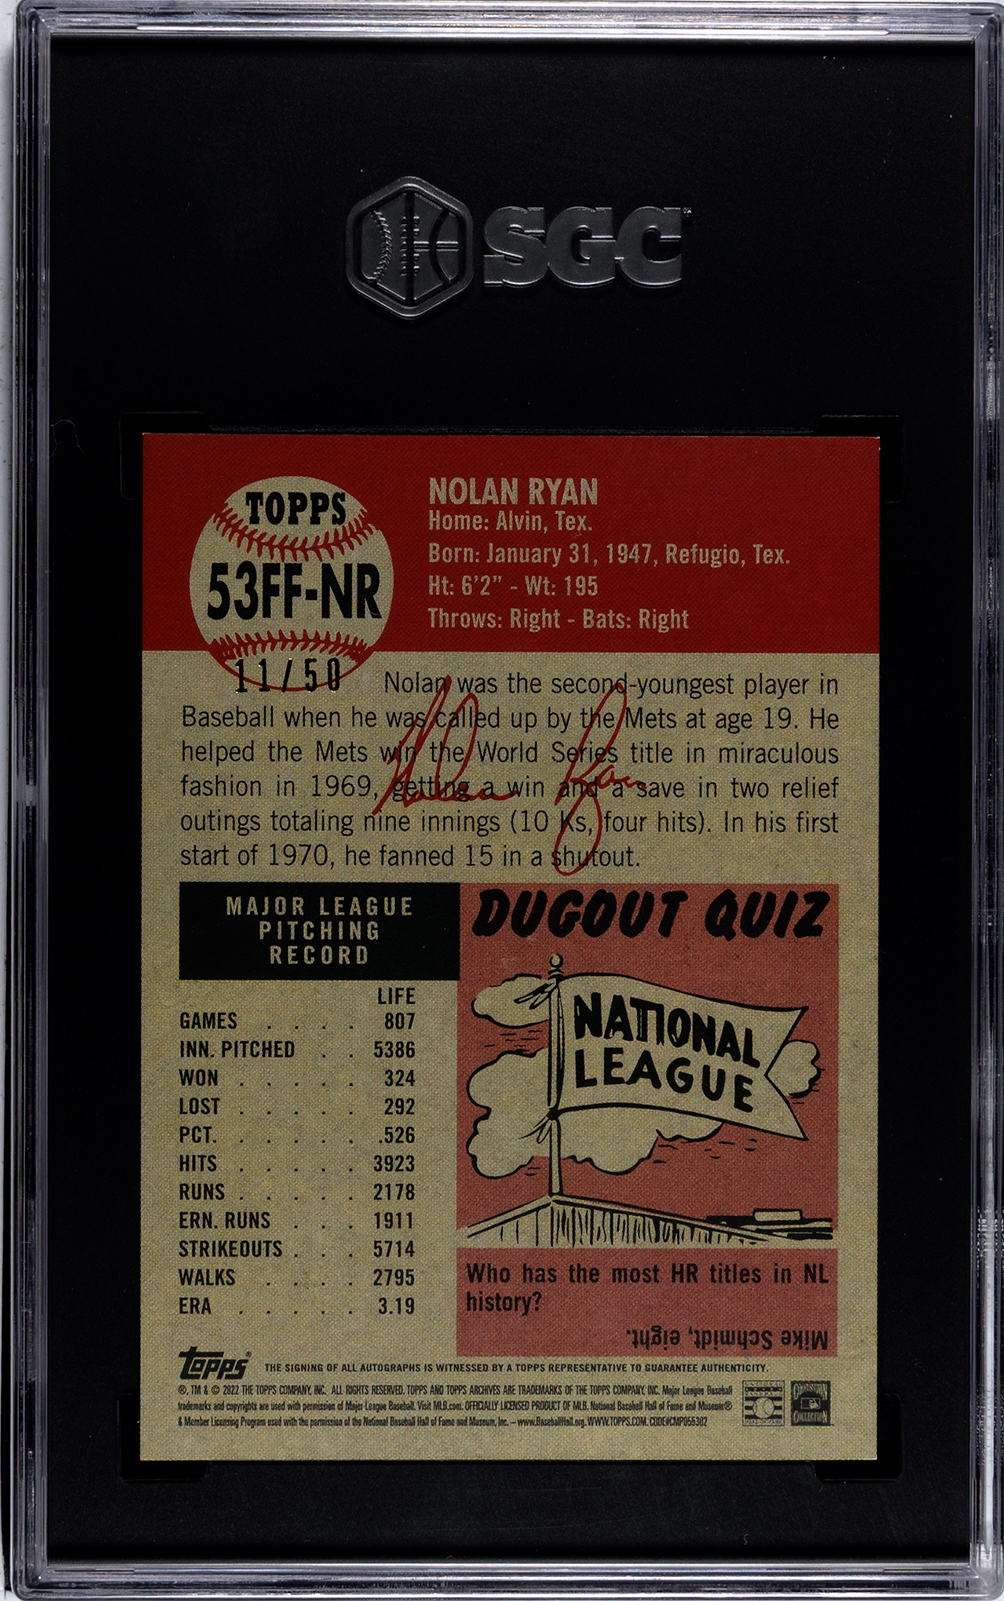 SGC™
TOPPS
53FF-NR
11/50
NOLAN RYAN
Home: Alvin, Tex.
Born: January 31, 1947, Refugio, Tex.
Ht: 6'2" - Wt: 195
Throws: Right - Bats: Right
Nolan was the second-youngest player in
Baseball when he was called up by the Mets at age 19. He
helped the Mets win the World Series title in miraculous
fashion in 1969, getting a win and a save in two relief
outings totaling nine innings (10 Ks, four hits). In his first
start of 1970, he fanned 15 in a shutout.
Nolan Ryan
MAJOR LEAGUE
PITCHING
RECORD
LIFE
GAMES . . . . 807
INN. PITCHED . . 5386
WON . . . . . 324
LOST . . . . . 292
PCT. . . . . . .526
HITS . . . . . 3923
RUNS . . . . . 2178
ERN. RUNS . . . 1911
STRIKEOUTS . . . 5714
WALKS . . . . 2795
ERA . . . . . 3.19
DUGOUT QUIZ
NATIONAL
LEAGUE
Who has the most HR titles in NL
history?
Mike Schmidt, eight.
Topps®
THE SIGNING OF ALL AUTOGRAPHS IS WITNESSED BY A TOPPS REPRESENTATIVE TO GUARANTEE AUTHENTICITY.
®, TM & © 2022 THE TOPPS COMPANY, INC. ALL RIGHTS RESERVED. TOPPS AND TOPPS ARCHIVES ARE TRADEMARKS OF THE TOPPS COMPANY, INC. Major League Baseball
trademarks and copyrights are used with permission of Major League Baseball. Visit MLB.com. OFFICIALLY LICENSED PRODUCT OF MLB. National Baseball Hall of Fame and Museum®
& Member Licensing Program used with the permission of the National Baseball Hall of Fame and Museum, Inc. – www.BaseballHall.org. WWW.TOPPS.COM. CODE#CMP055302
COOPERSTOWN
COLLECTION